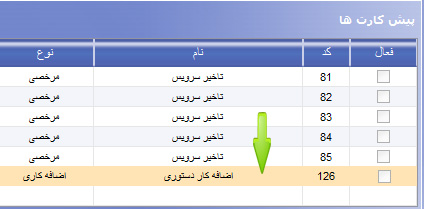 پیش کارت ها
فعال کد نام نوع
81 تاخیر سرویس مرخصی
82 تاخیر سرویس مرخصی
83 تاخیر سرویس مرخصی
84 تاخیر سرویس مرخصی
85 تاخیر سرویس مرخصی
126 اضافه کار دستوری اضافه کاری